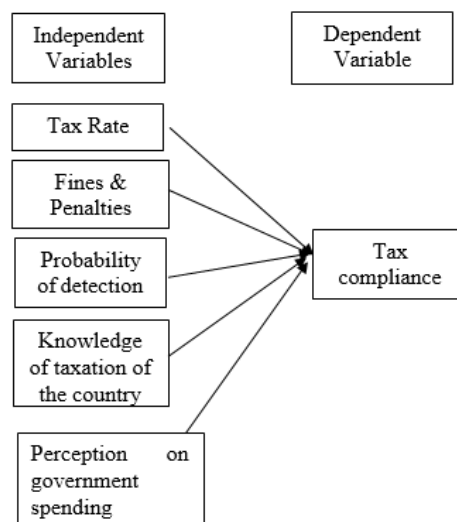 Independent
Variables
Dependent
Variable
Tax Rate
Fines &
Penalties
Probability
of detection
Knowledge
of taxation of
the country
Perception on
government
spending
Tax
compliance